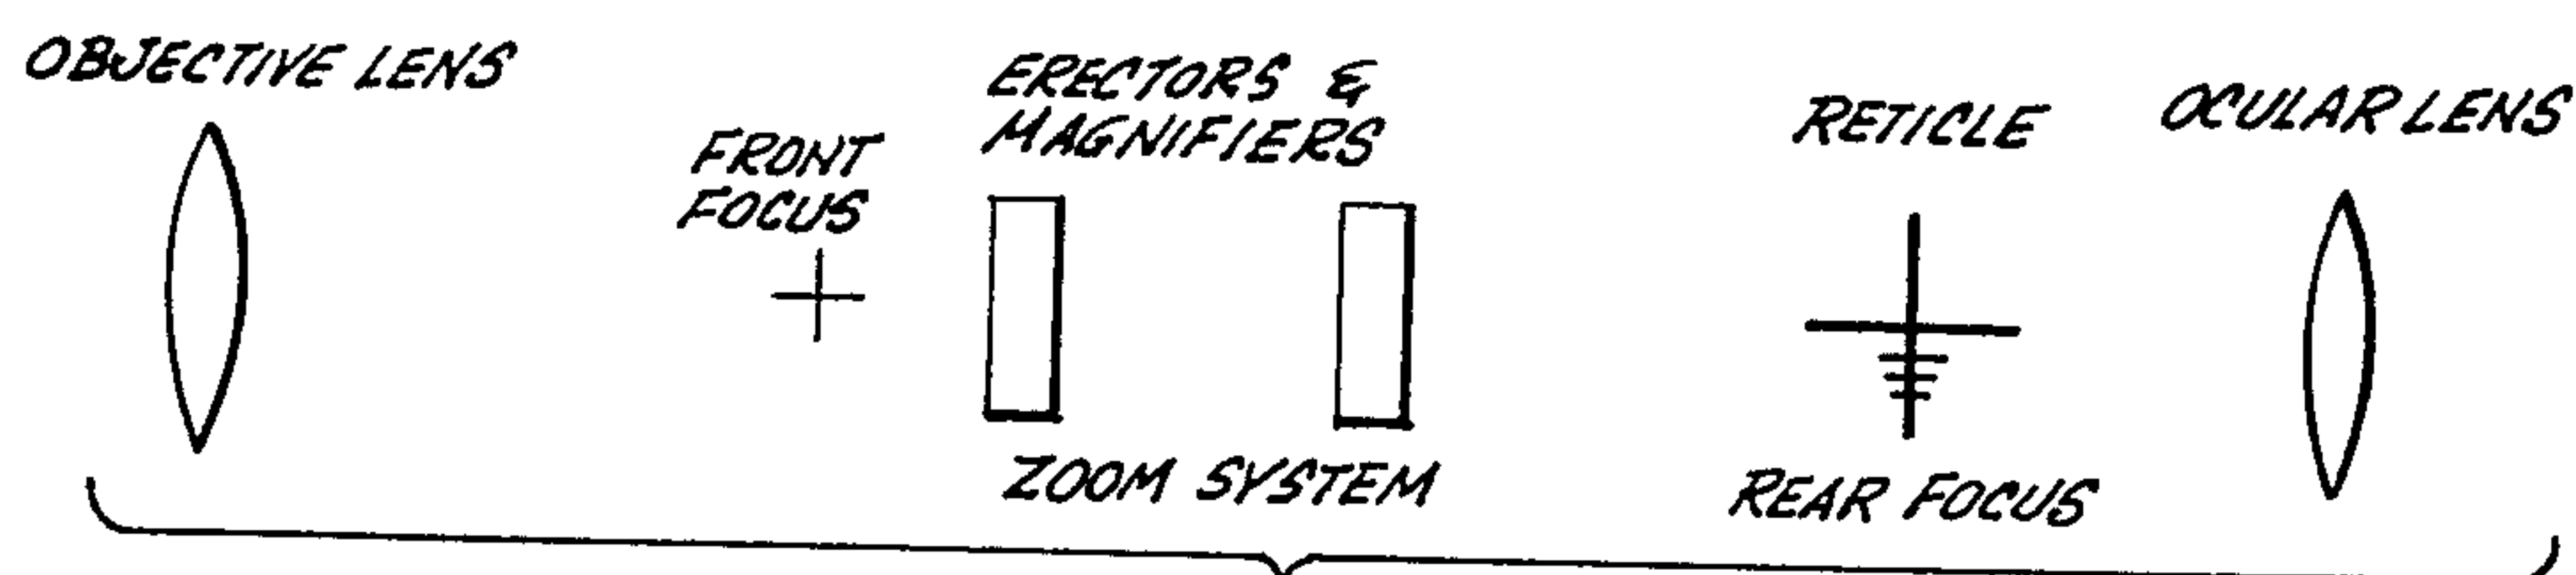 OBJECTIVE LENS
FRONT
FOCUS
ERECTORS &
MAGNIFIERS
ZOOM SYSTEM
RETICLE
REAR FOCUS
OCULAR LENS